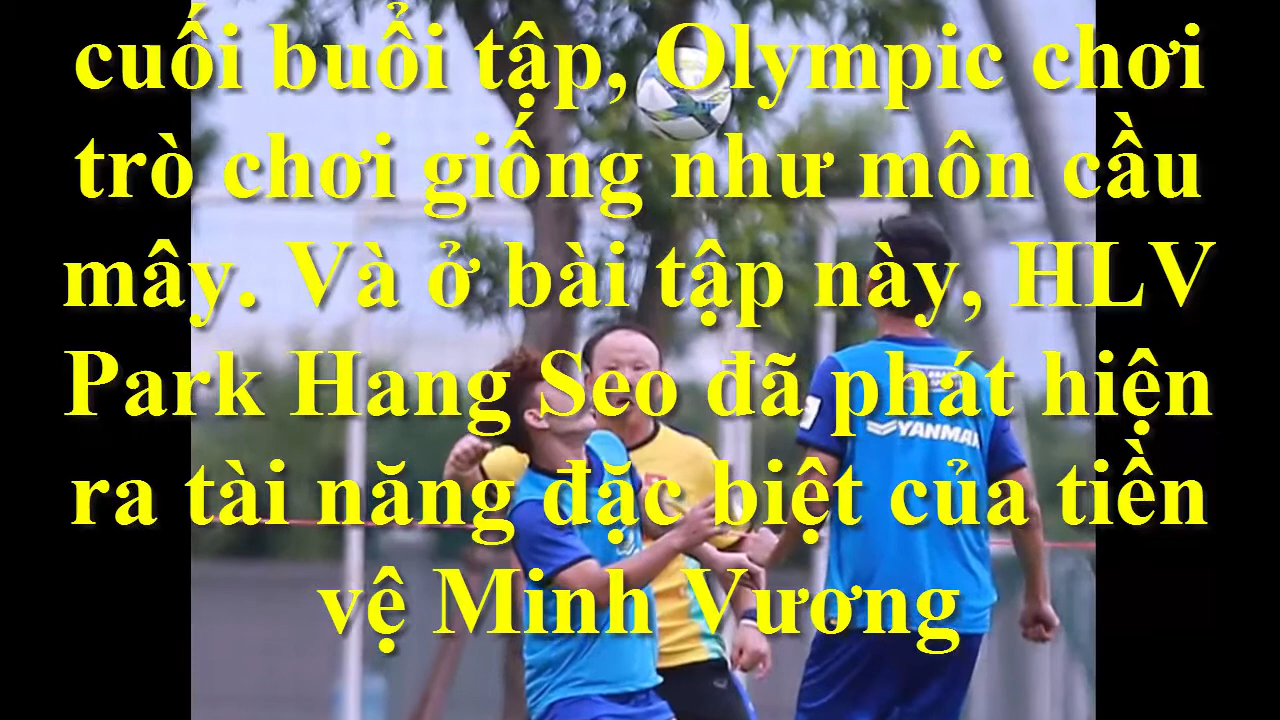 cuối buổi tập, Olympic chơi
trò chơi giống như môn cầu
mây. Và ở bài tập này, HLV
Park Hang Seo đã phát hiện
ra tài năng đặc biệt của tiền
vệ Minh Vương
YANMAR